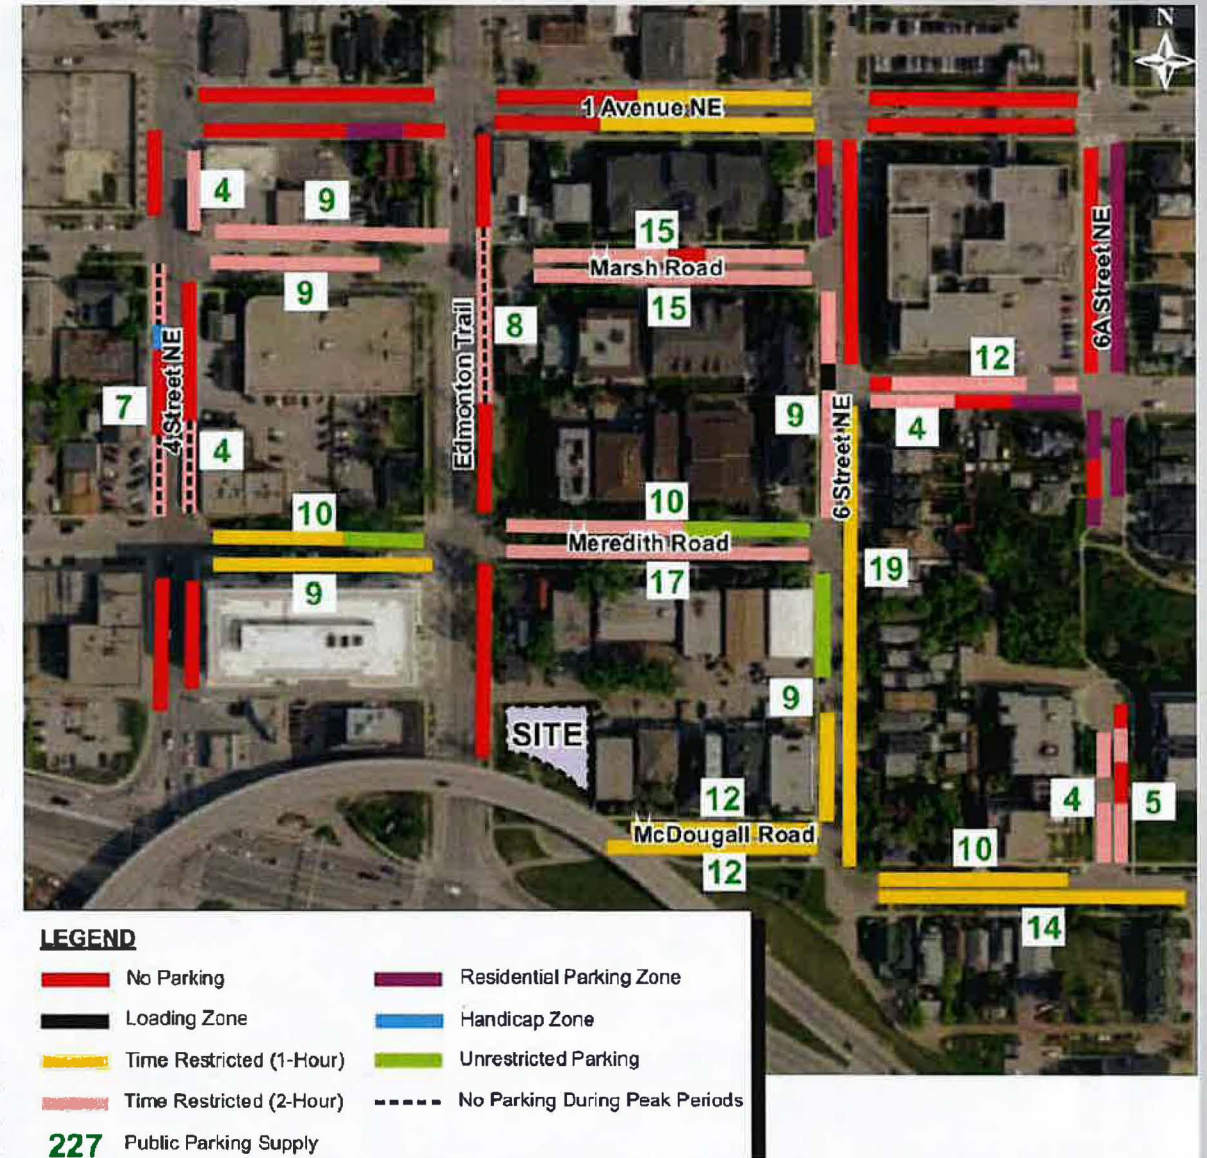 N
1 Avenue NE
4
9
15
Marsh Road
9
15
8
Edmonton Trail
6A Street NE
4 Street NE
12
7
9
4
4
6 Street NE
10
10
Meredith Road
19
9
17
9
SITE
12
4
5
McDougall Road
10
12
14
LEGEND
No Parking
Residential Parking Zone
Loading Zone
Handicap Zone
Time Restricted (1-Hour)
Unrestricted Parking
Time Restricted (2-Hour)
No Parking During Peak Periods
227 Public Parking Supply